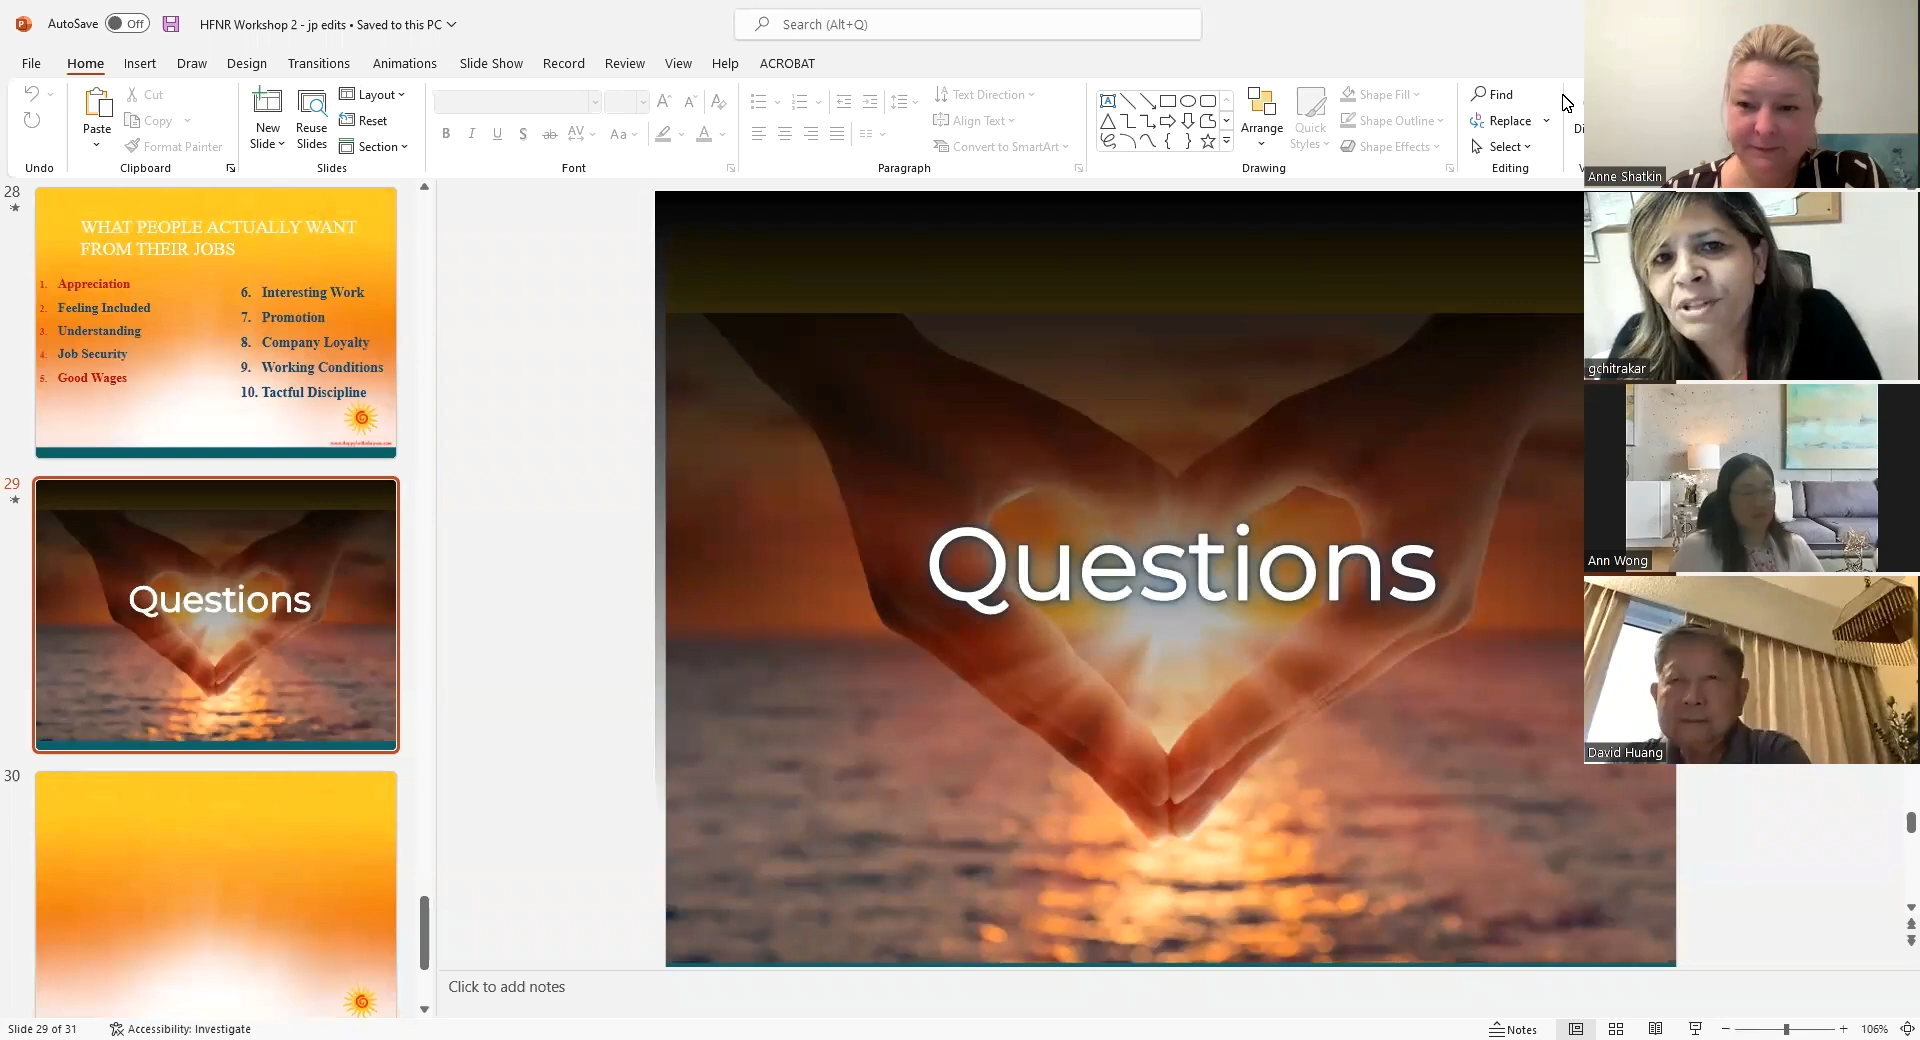 AutoSave Off HFNR Workshop 2 - jp edits • Saved to this PC Search (Alt+Q)
File Home Insert Draw Design Transitions Animations Slide Show Record Review View Help ACROBAT
Paste
Cut
Copy
Format Painter
New
Slide
Reuse
Slides
Layout
Reset
Section
B I U S ab AV Aa A
Text Direction
Align Text
Convert to SmartArt
Arrange
Quick
Styles
Shape Fill
Shape Outline
Shape Effects
Find
Replace
Select
Undo Clipboard Slides Font Paragraph Drawing Editing
28
WHAT PEOPLE ACTUALLY WANT
FROM THEIR JOBS
1. Appreciation
2. Feeling Included
3. Understanding
4. Job Security
5. Good Wages
6. Interesting Work
7. Promotion
8. Company Loyalty
9. Working Conditions
10. Tactful Discipline
29
Questions
30
Questions
Anne Shatkin
gchitrakar
Ann Wong
David Huang
Click to add notes
Slide 29 of 31 Accessibility: Investigate Notes 106%